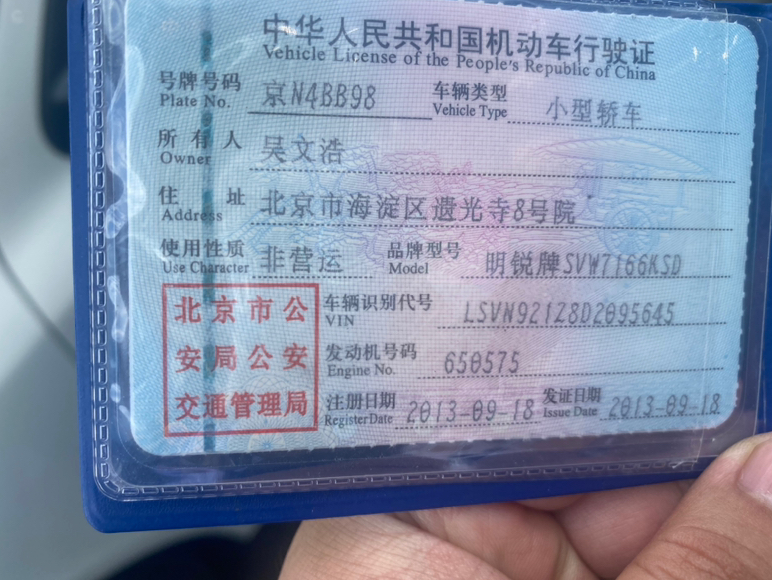 中华人民共和国机动车行驶证
Vehicle License of the People's Republic of China
号牌号码 京N4BB98 车辆类型 小型轿车
Plate No. Vehicle Type
所有人 吴文浩
Owner
住址 北京市海淀区遗光寺8号院
Address
使用性质 非营运 品牌型号 明锐牌SVW7166KSD
Use Character Model
北京市公安局公安交通管理局
车辆识别代号 LSVN921Z8D2095645
VIN
发动机号码 650575
Engine No.
注册日期 2013-09-18 发证日期 2013-09-18
Register Date Issue Date